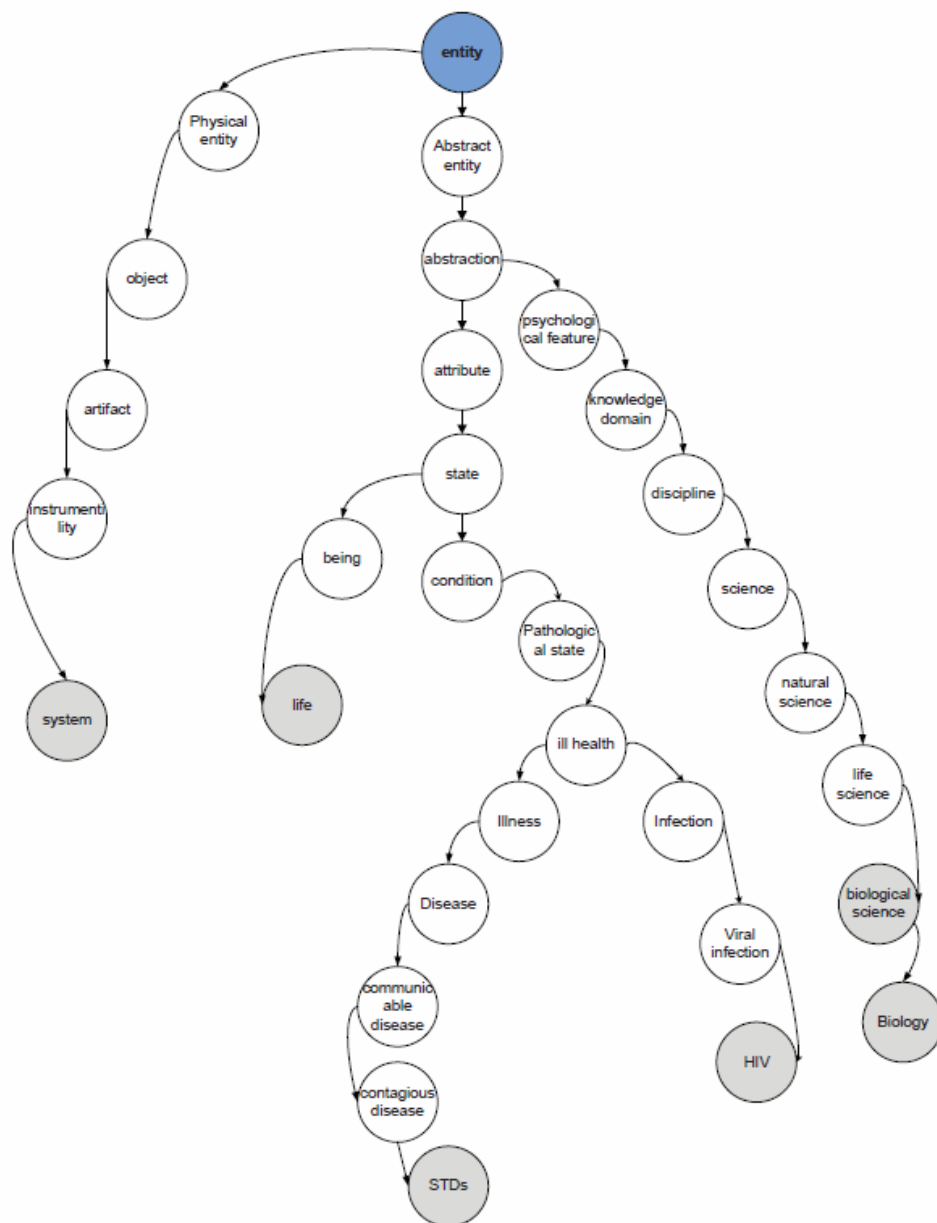 entity
Physical
entity
Abstract
entity
object
abstraction
psychologi
cal feature
attribute
artifact
knowledge
domain
state
discipline
instrumenti
lity
being
condition
science
Pathologic
al state
natural
science
system
life
ill health
life
science
Illness
Infection
Disease
biological
science
Viral
infection
communic
able
disease
Biology
HIV
contagious
disease
STDs